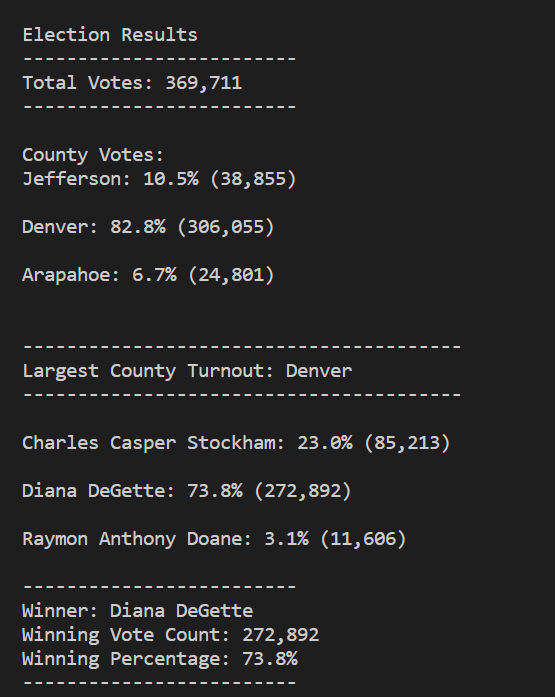 Election Results
-------------------------
Total Votes: 369,711
-------------------------
County Votes:
Jefferson: 10.5% (38,855)
Denver: 82.8% (306,055)
Arapahoe: 6.7% (24,801)
----------------------------------------
Largest County Turnout: Denver
----------------------------------------
Charles Casper Stockham: 23.0% (85,213)
Diana DeGette: 73.8% (272,892)
Raymon Anthony Doane: 3.1% (11,606)
-------------------------
Winner: Diana DeGette
Winning Vote Count: 272,892
Winning Percentage: 73.8%
-------------------------